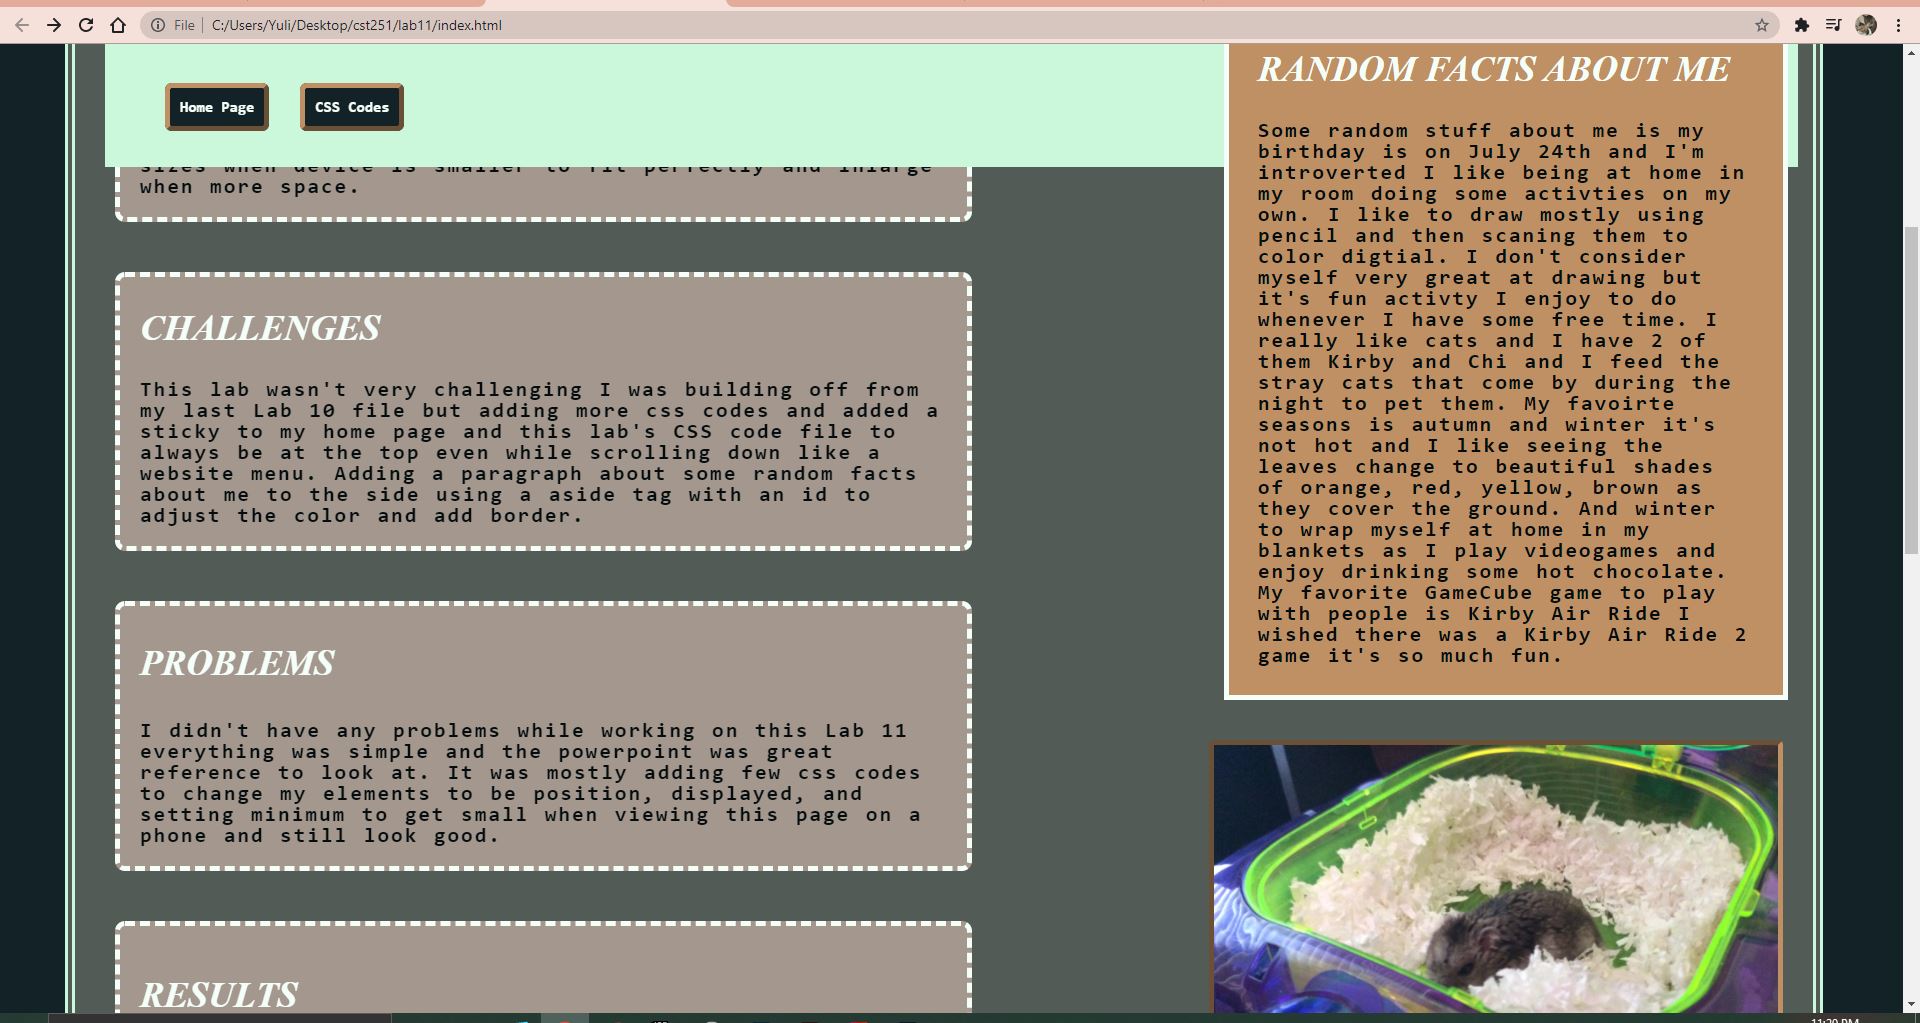 File
C:/Users/Yuli/Desktop/cst251/lab11/index.html
Home Page
CSS Codes
sizes when device is smaller to fit perfectly and inlarge
when more space.
CHALLENGES
This lab wasn't very challenging I was building off from
my last Lab 10 file but adding more css codes and added a
sticky to my home page and this lab's CSS code file to
always be at the top even while scrolling down like a
website menu. Adding a paragraph about some random facts
about me to the side using a aside tag with an id to
adjust the color and add border.
PROBLEMS
I didn't have any problems while working on this Lab 11
everything was simple and the powerpoint was great
reference to look at. It was mostly adding few css codes
to change my elements to be position, displayed, and
setting minimum to get small when viewing this page on a
phone and still look good.
RESULTS
RANDOM FACTS ABOUT ME
Some random stuff about me is my
birthday is on July 24th and I'm
introverted I like being at home in
my room doing some activties on my
own. I like to draw mostly using
pencil and then scaning them to
color digtial. I don't consider
myself very great at drawing but
it's fun activty I enjoy to do
whenever I have some free time. I
really like cats and I have 2 of
them Kirby and Chi and I feed the
stray cats that come by during the
night to pet them. My favoirte
seasons is autumn and winter it's
not hot and I like seeing the
leaves change to beautiful shades
of orange, red, yellow, brown as
they cover the ground. And winter
to wrap myself at home in my
blankets as I play videogames and
enjoy drinking some hot chocolate.
My favorite GameCube game to play
with people is Kirby Air Ride I
wished there was a Kirby Air Ride 2
game it's so much fun.